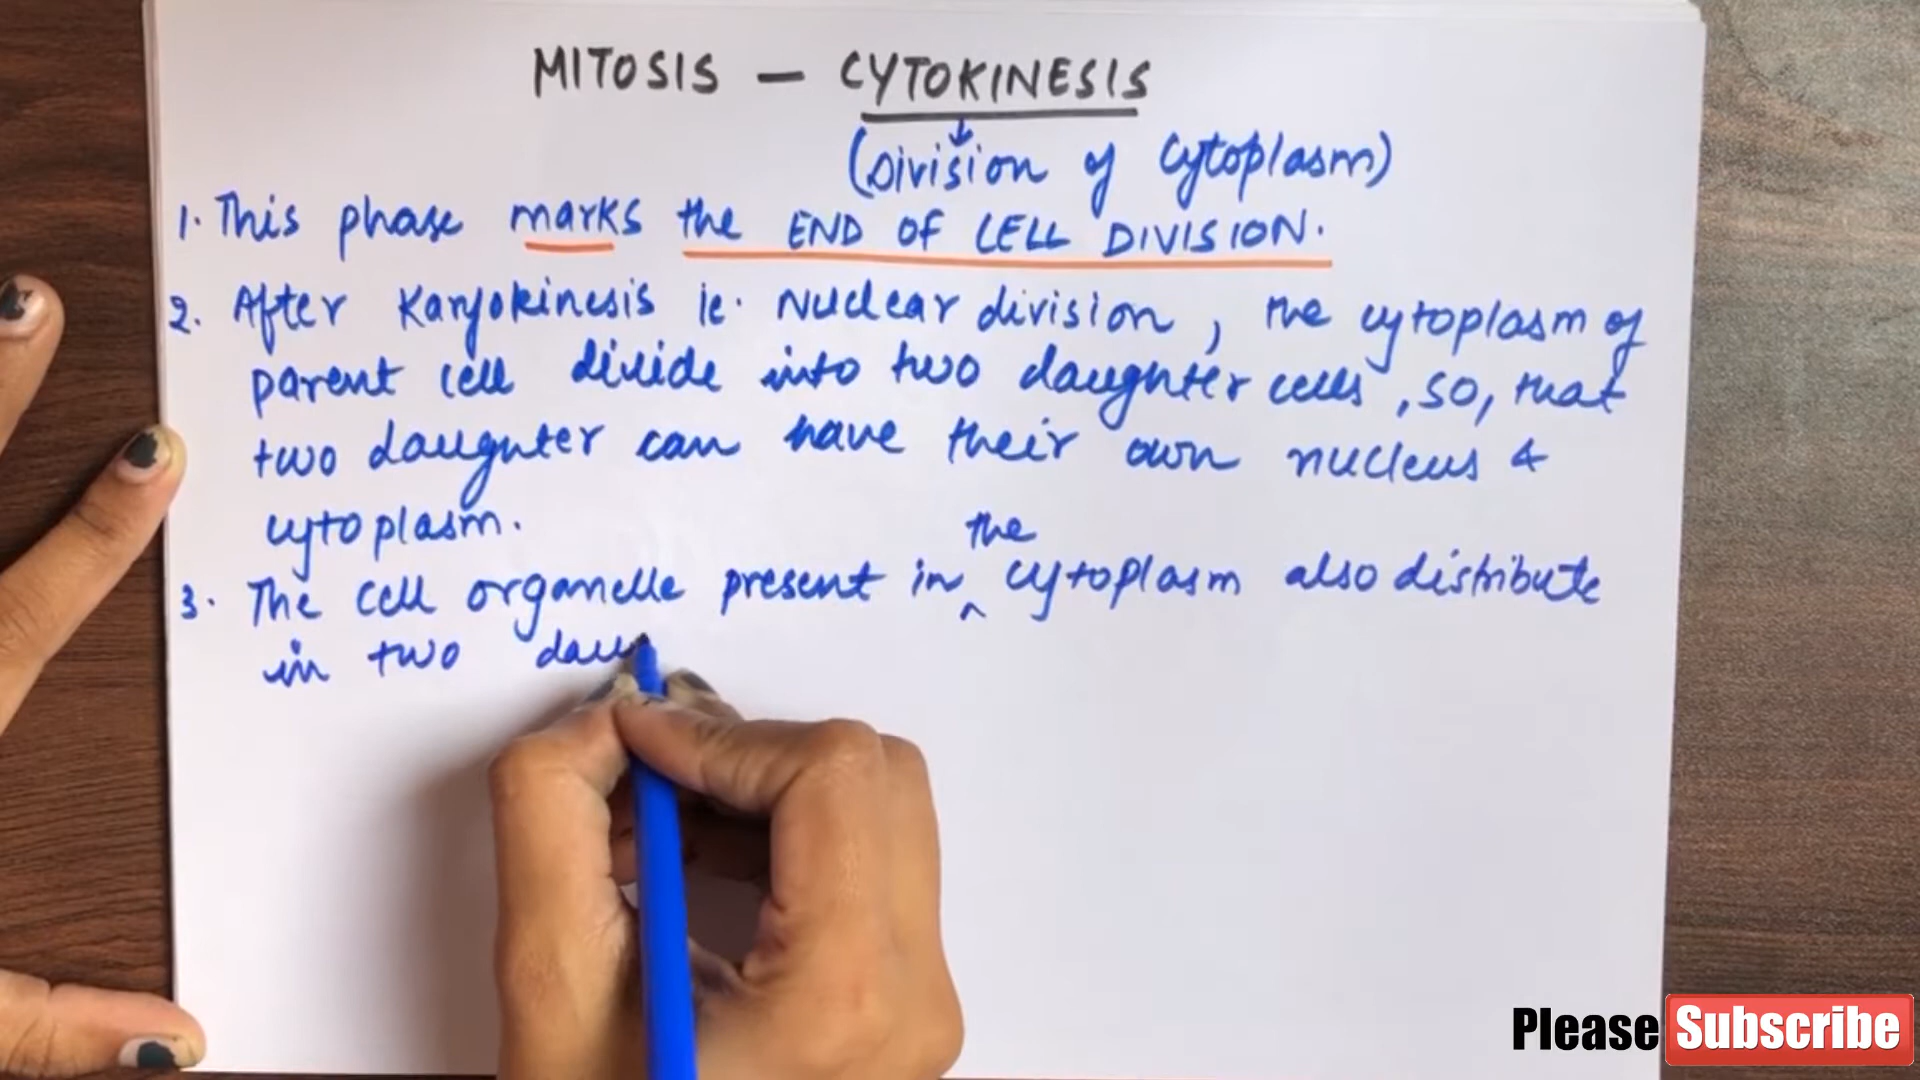 MITOSIS — CYTOKINESIS
(Division of Cytoplasm)
1. This phase marks the END OF CELL DIVISION.
2. After Karyokinesis ie. Nuclear division, the cytoplasm of
parent cell divide into two daughter cells, so, that
two daughter can have their own nucleus &
cytoplasm.
the
3. The cell organelle present in ^ cytoplasm also distribute
in two dau
Please Subscribe